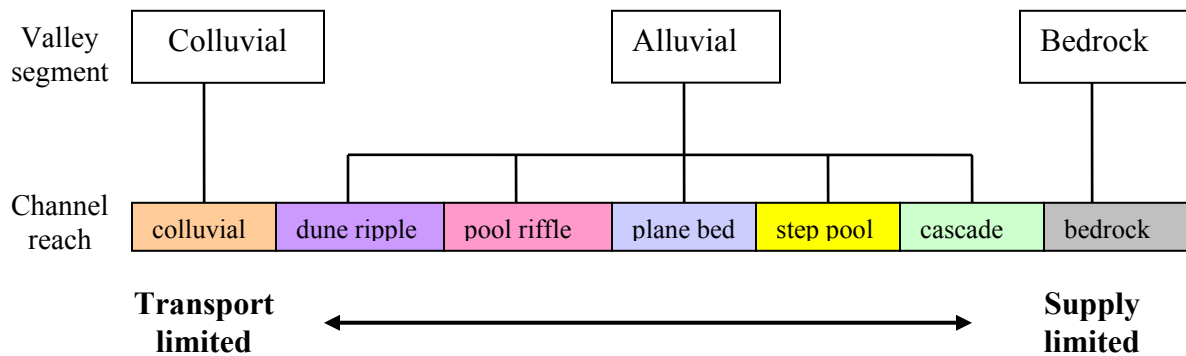 Valley
segment
Colluvial
Alluvial
Bedrock
Channel
reach
colluvial
dune ripple
pool riffle
plane bed
step pool
cascade
bedrock
Transport
limited
Supply
limited